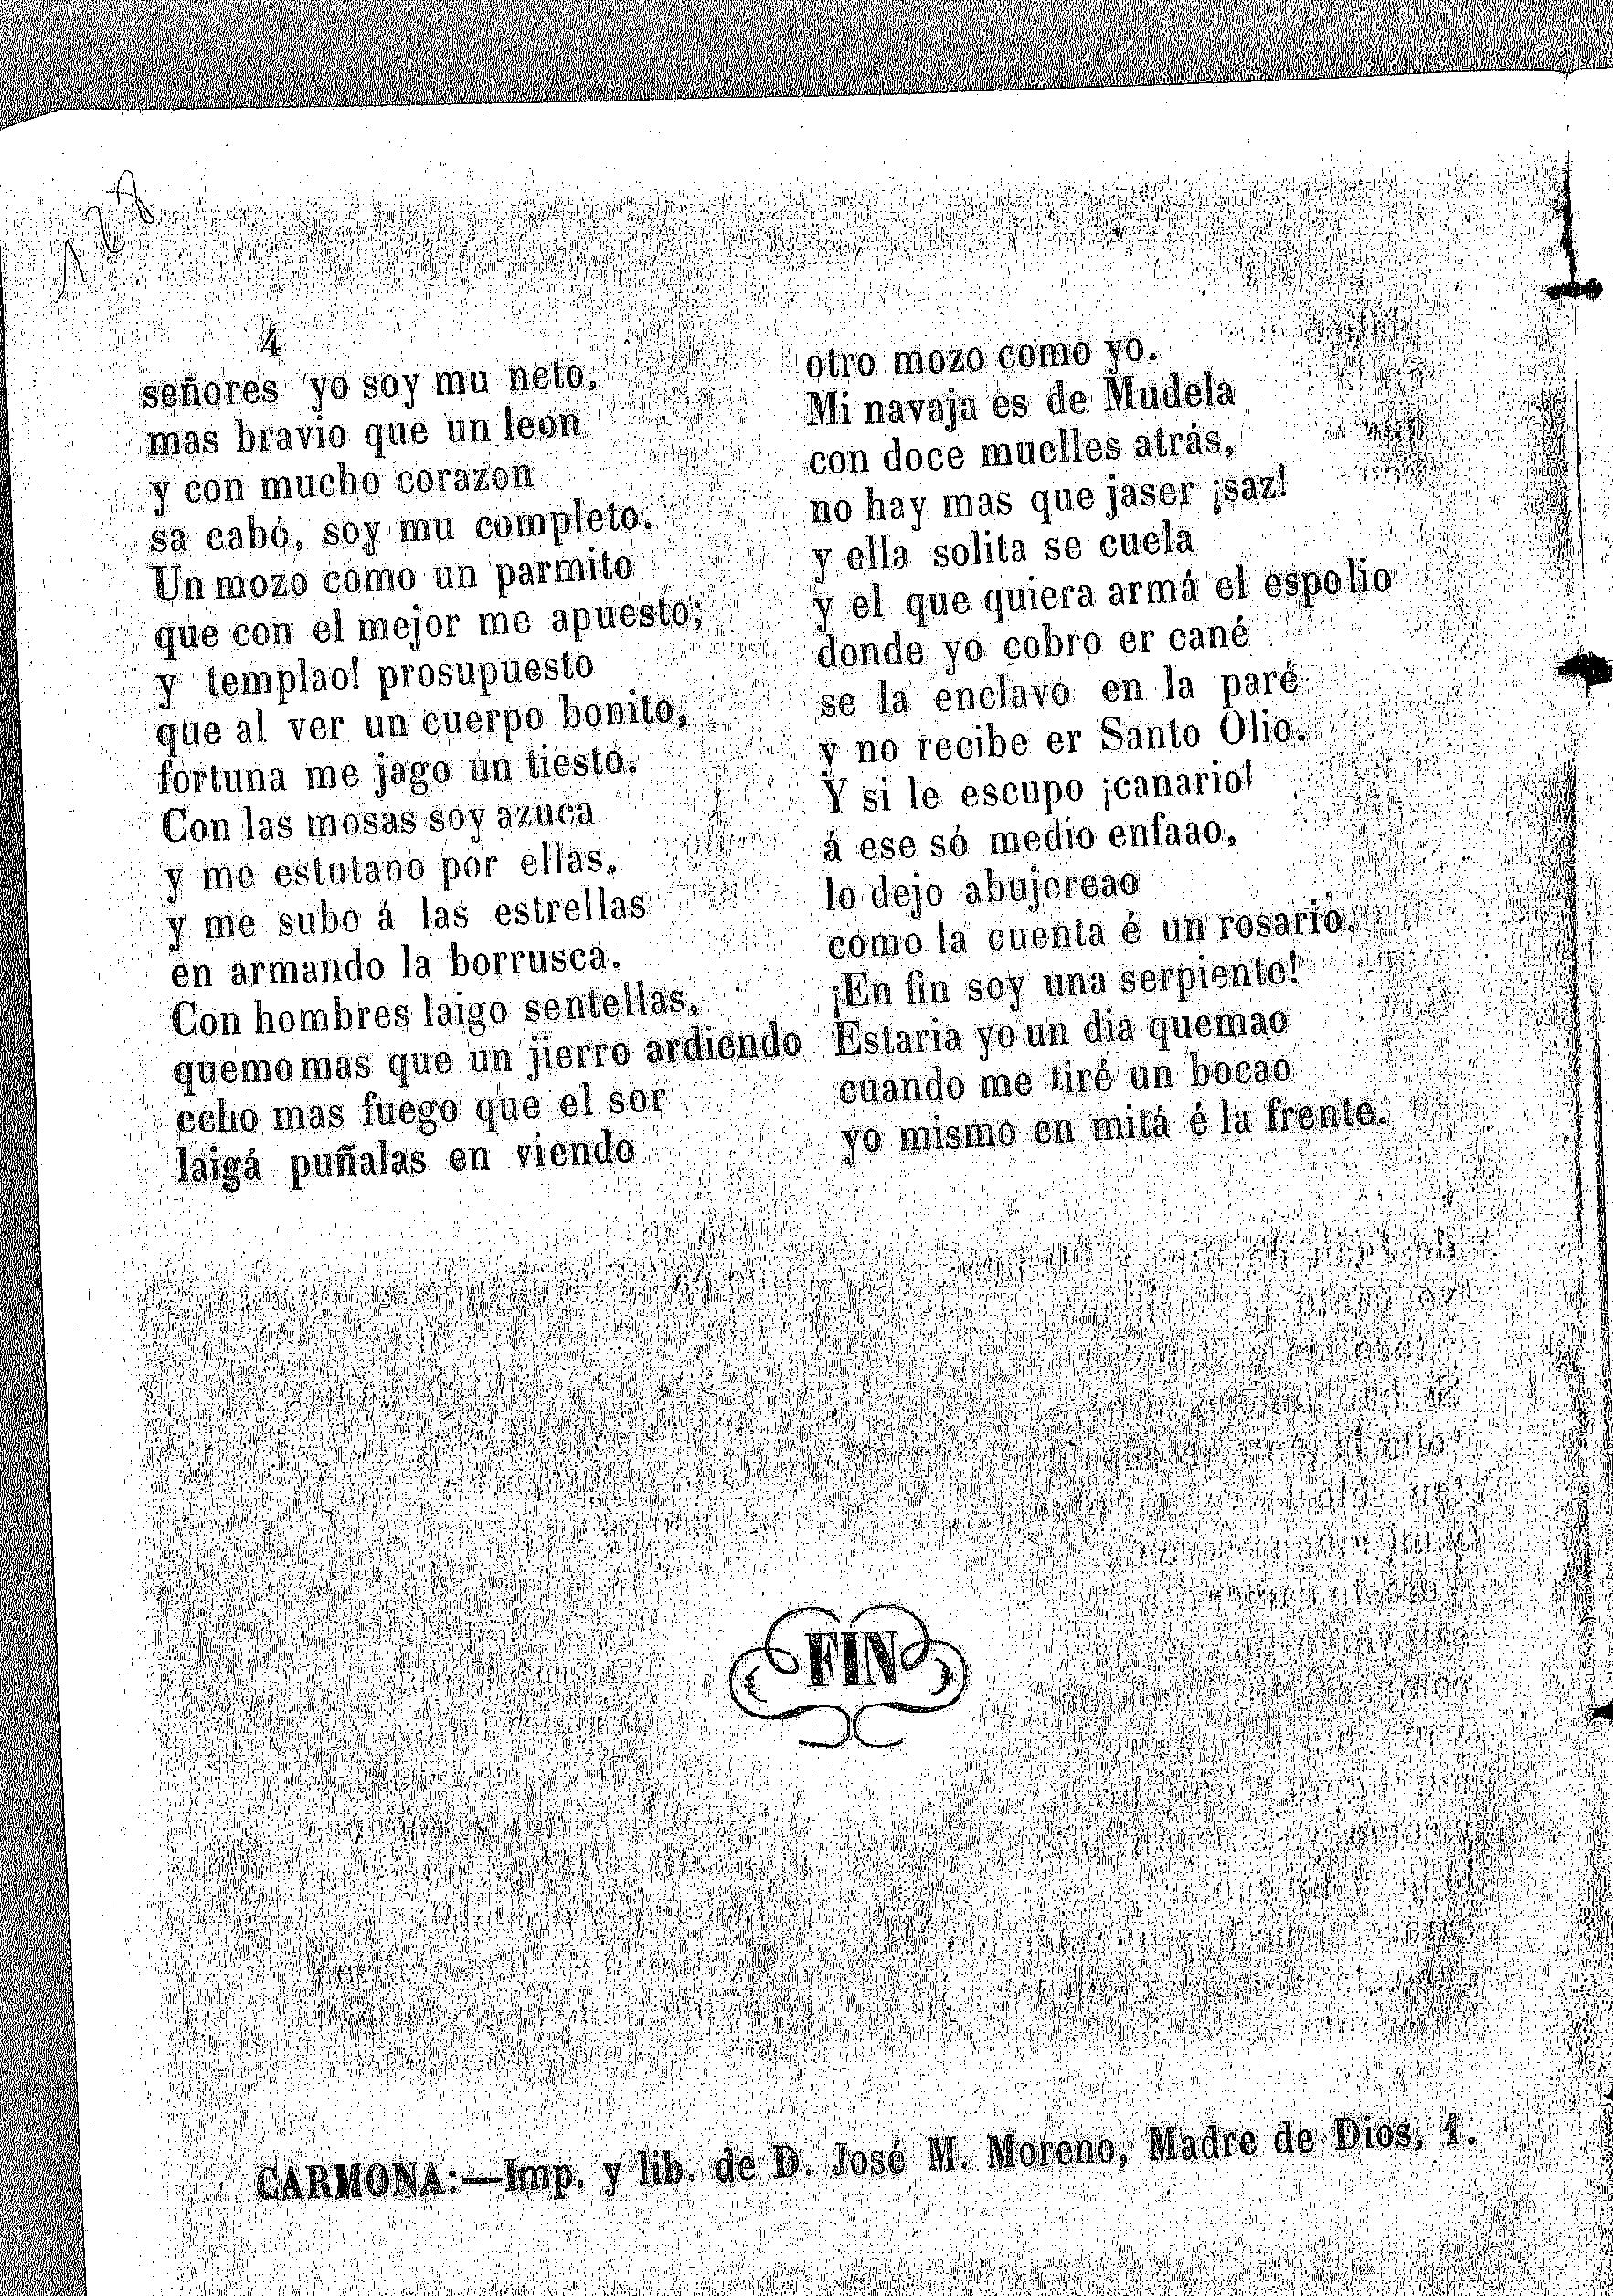 128
4
señores yo soy mu neto,
mas bravio que un leon
y con mucho corazon
sa cabó, soy mu completo.
Un mozo como un parmito
que con el mejor me apuesto;
y templao! prosupuesto
que al ver un cuerpo bonito,
fortuna me jago un tiesto.
Con las mosas soy azuca
y me estutano por ellas,
y me subo á las estrellas
en armando la borrusca.
Con hombres laigo sentellas,
quemo mas que un jierro ardiendo
echo mas fuego que el sor
laigá puñalas en viendo
otro mozo como yo.
Mi navaja es de Mudela
con doce muelles atrás,
no hay mas que jaser ¡saz!
y ella solita se cuela
y el que quiera armá el espolio
donde yo cobro er cané
se la enclavo en la paré
y no recibe er Santo Olio.
Y si le escupo ¡canario!
á ese só medio enfaao,
lo dejo abujereao
como la cuenta é un rosario.
¡En fin soy una serpiente!
Estaria yo un dia quemao
cuando me tiré un bocao
yo mismo en mitá é la frente.
FIN
CARMONA:—Imp. y lib. de D. José M. Moreno, Madre de Dios, 1.